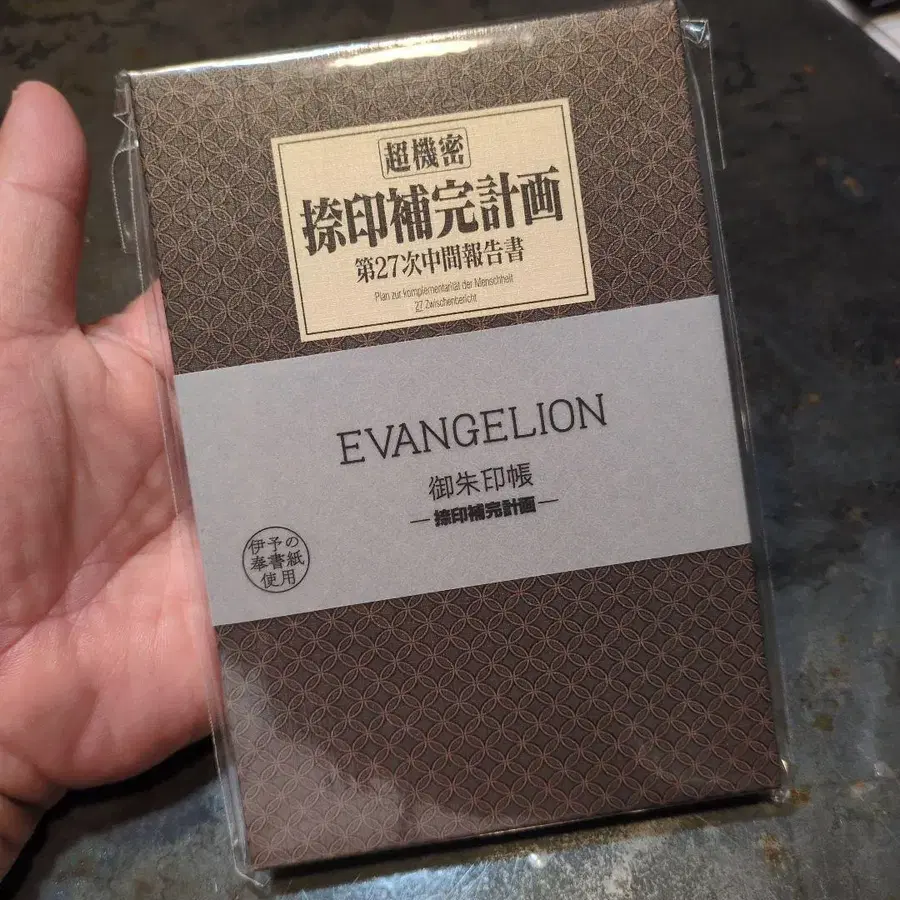 超機密
捺印補完計画
第27次中間報告書
Plan zur komplementarität der Menschheit
27 Zwischenbericht
EVANGELION
御朱印帳
―捺印補完計画―
伊予の
奉書紙
使用